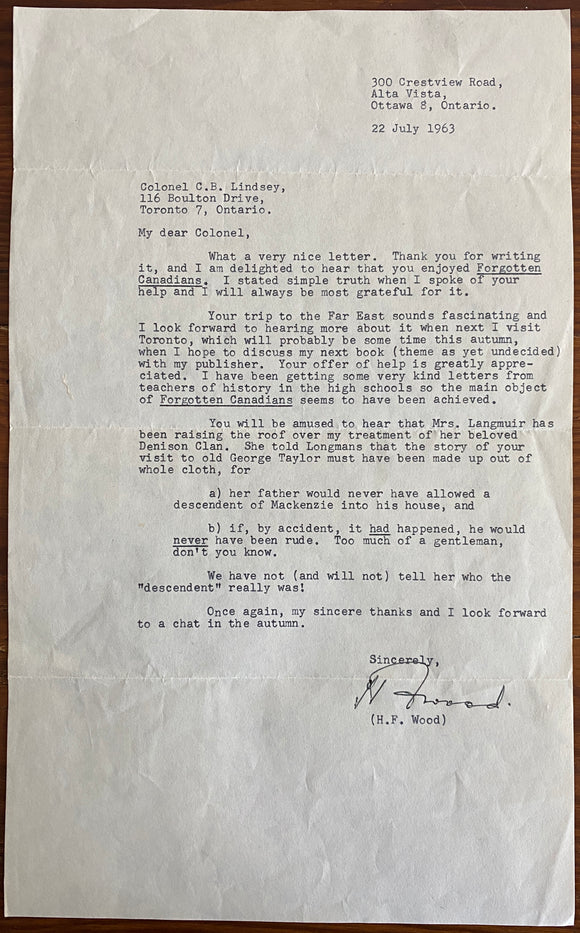 300 Crestview Road,
Alta Vista,
Ottawa 8, Ontario.
22 July 1963
Colonel C.B. Lindsey,
116 Boulton Drive,
Toronto 7, Ontario.
My dear Colonel,
What a very nice letter. Thank you for writing
it, and I am delighted to hear that you enjoyed Forgotten
Canadians. I stated simple truth when I spoke of your
help and I will always be most grateful for it.
Your trip to the Far East sounds fascinating and
I look forward to hearing more about it when next I visit
Toronto, which will probably be some time this autumn,
when I hope to discuss my next book (theme as yet undecided)
with my publisher. Your offer of help is greatly appre-
ciated. I have been getting some very kind letters from
teachers of history in the high schools so the main object
of Forgotten Canadians seems to have been achieved.
You will be amused to hear that Mrs. Langmuir has
been raising the roof over my treatment of her beloved
Denison Clan. She told Longmans that the story of your
visit to old George Taylor must have been made up out of
whole cloth, for
a) her father would never have allowed a
descendent of Mackenzie into his house, and
b) if, by accident, it had happened, he would
never have been rude. Too much of a gentleman,
don't you know.
We have not (and will not) tell her who the
"descendent" really was!
Once again, my sincere thanks and I look forward
to a chat in the autumn.
Sincerely,
H F Wood.
(H.F. Wood)